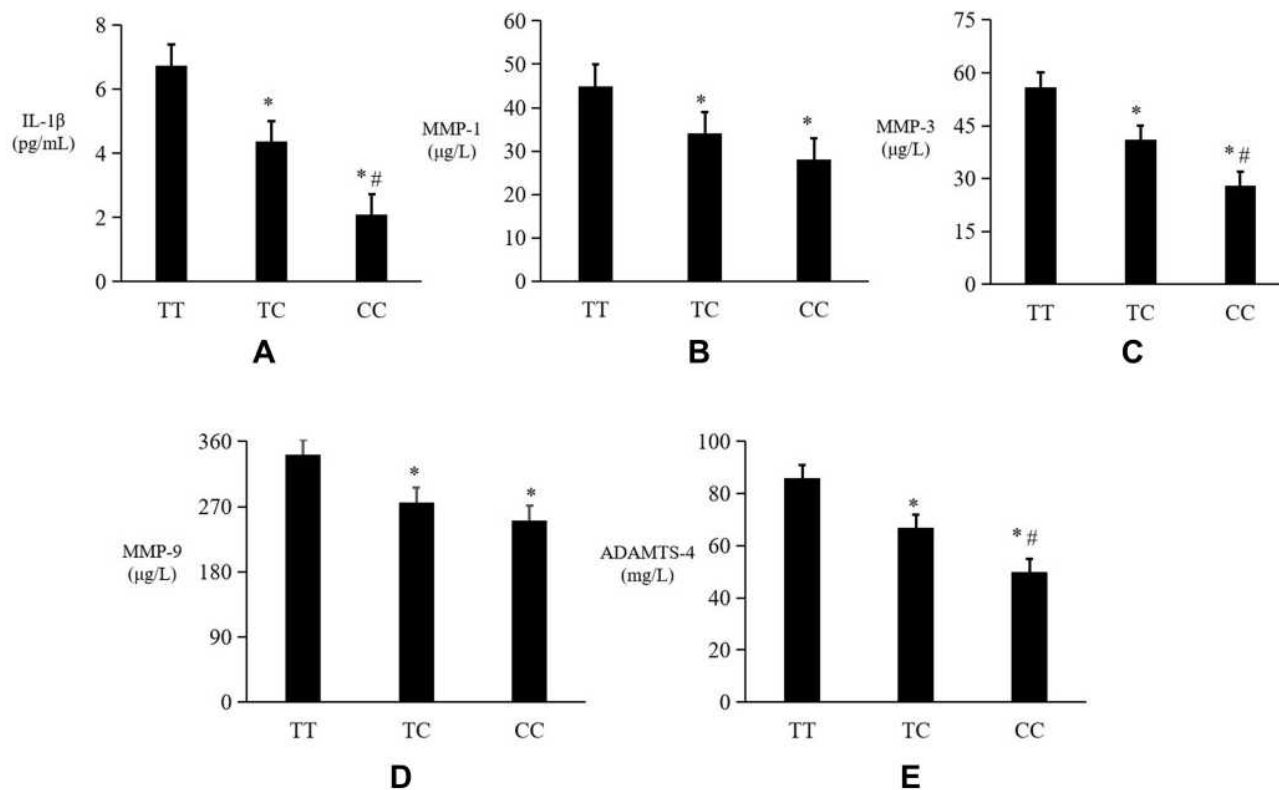 8
6
IL-1β
(pg/mL)
4
2
0
*
* #
TT TC CC
A
60
50
40
MMP-1
(μg/L)
30
20
10
0
*
*
TT TC CC
B
75
60
45
MMP-3
(μg/L)
30
15
0
*
* #
TT TC CC
C
360
270
MMP-9
(μg/L)
180
90
0
*
*
TT TC CC
D
100
80
60
ADAMTS-4
(mg/L)
40
20
0
*
* #
TT TC CC
E